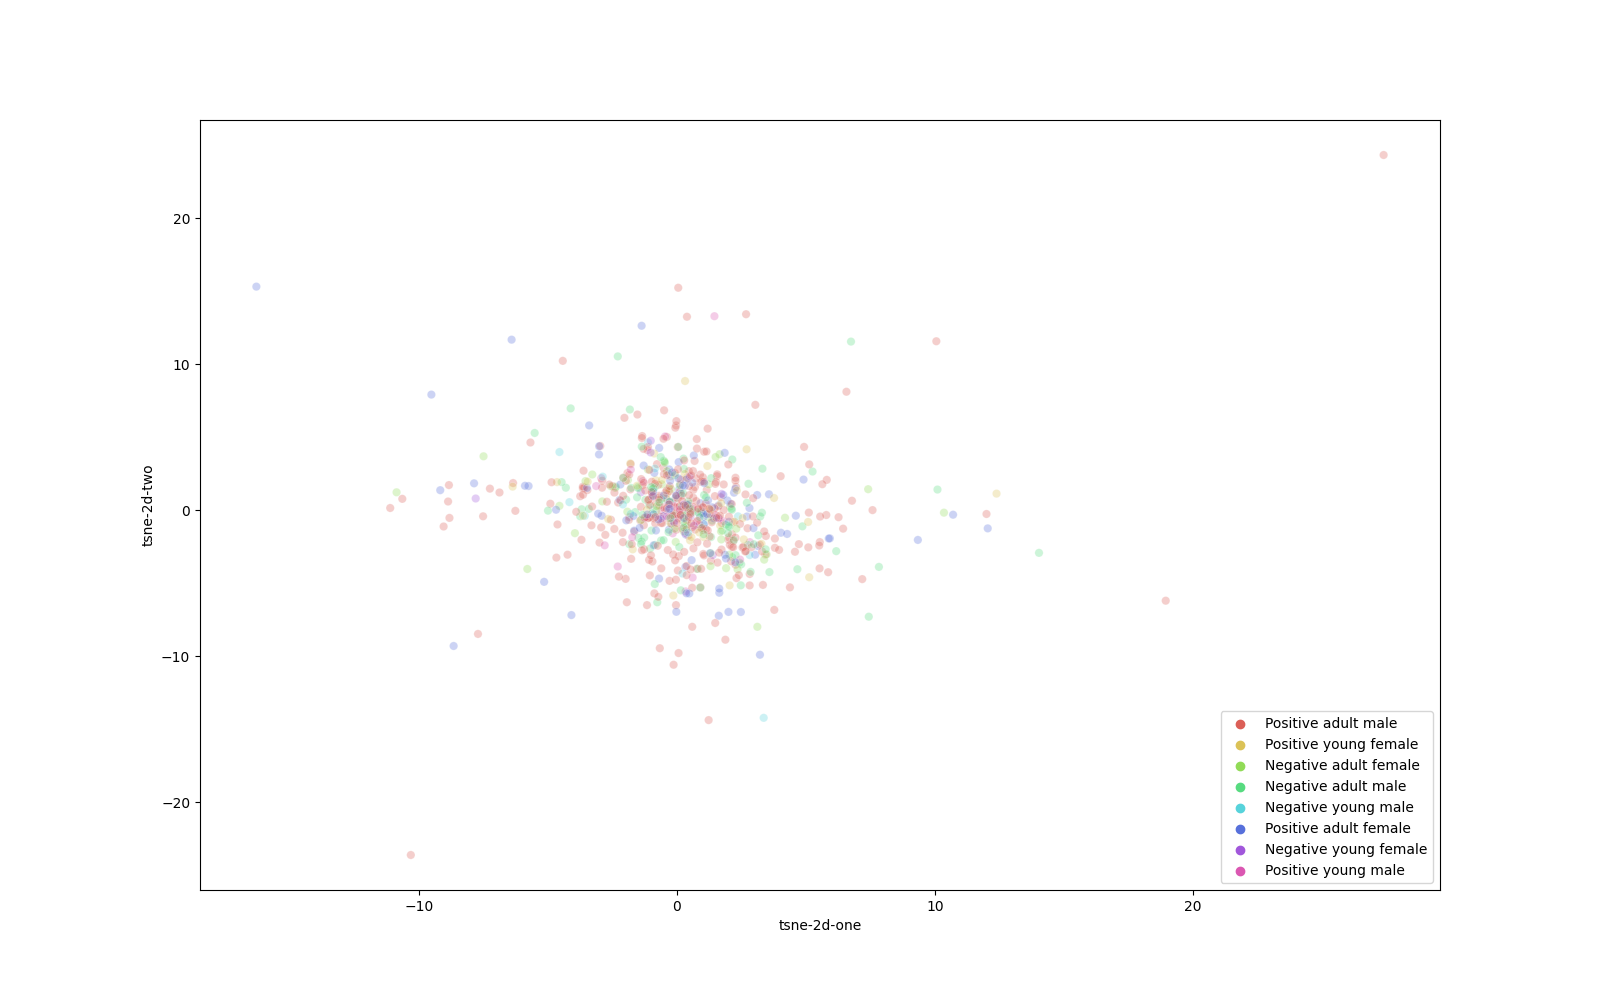 20
10
0
−10
−20
tsne-2d-two
−10
0
10
20
tsne-2d-one
Positive adult male
Positive young female
Negative adult female
Negative adult male
Negative young male
Positive adult female
Negative young female
Positive young male